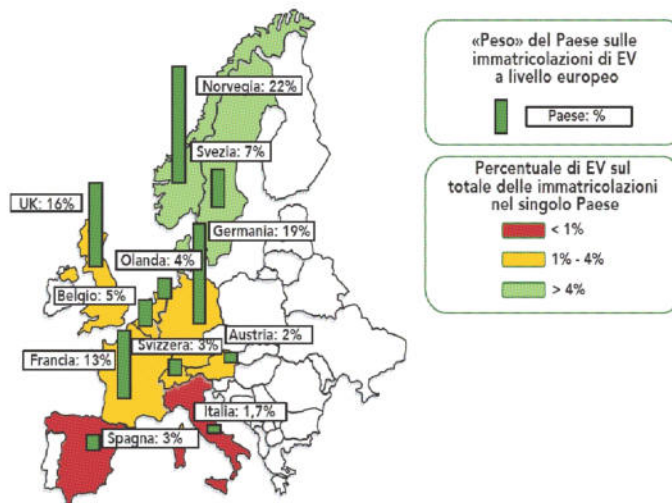 «Peso» del Paese sulle
immatricolazioni di EV
a livello europeo
Paese: %
Percentuale di EV sul
totale delle immatricolazioni
nel singolo Paese
< 1%
1% - 4%
> 4%
Norvegia: 22%
Svezia: 7%
UK: 16%
Germania: 19%
Olanda: 4%
Belgio: 5%
Austria: 2%
Svizzera: 3%
Francia: 13%
Italia: 1,7%
Spagna: 3%